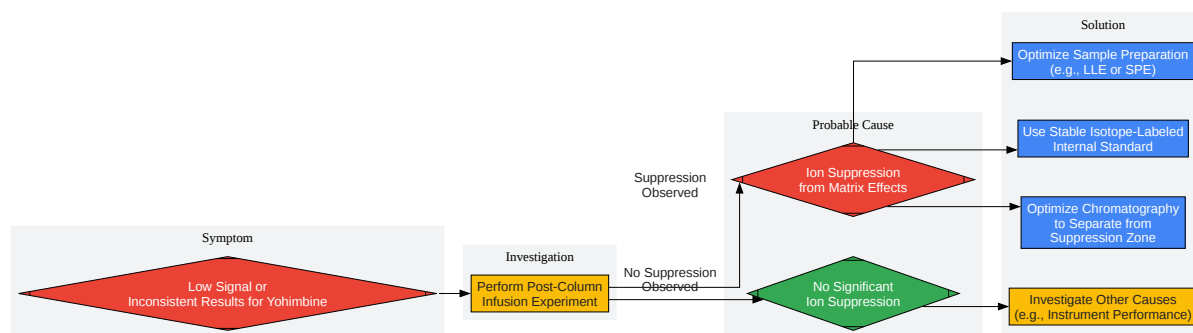 Symptom
Low Signal or
Inconsistent Results for Yohimbine
Investigation
Perform Post-Column
Infusion Experiment
Suppression
Observed
No Suppression
Observed
Probable Cause
Ion Suppression
from Matrix Effects
No Significant
Ion Suppression
Solution
Optimize Sample Preparation
(e.g., LLE or SPE)
Use Stable Isotope-Labeled
Internal Standard
Optimize Chromatography
to Separate from
Suppression Zone
Investigate Other Causes
(e.g., Instrument Performance)